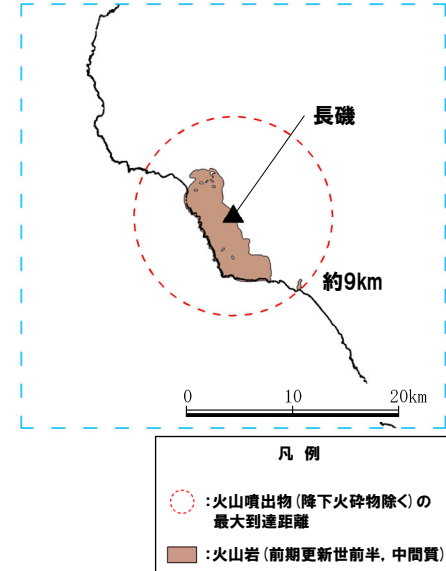 長磯
約9km
0 10 20km
凡 例
:火山噴出物(降下火砕物除く)の
最大到達距離
:火山岩(前期更新世前半, 中間質)